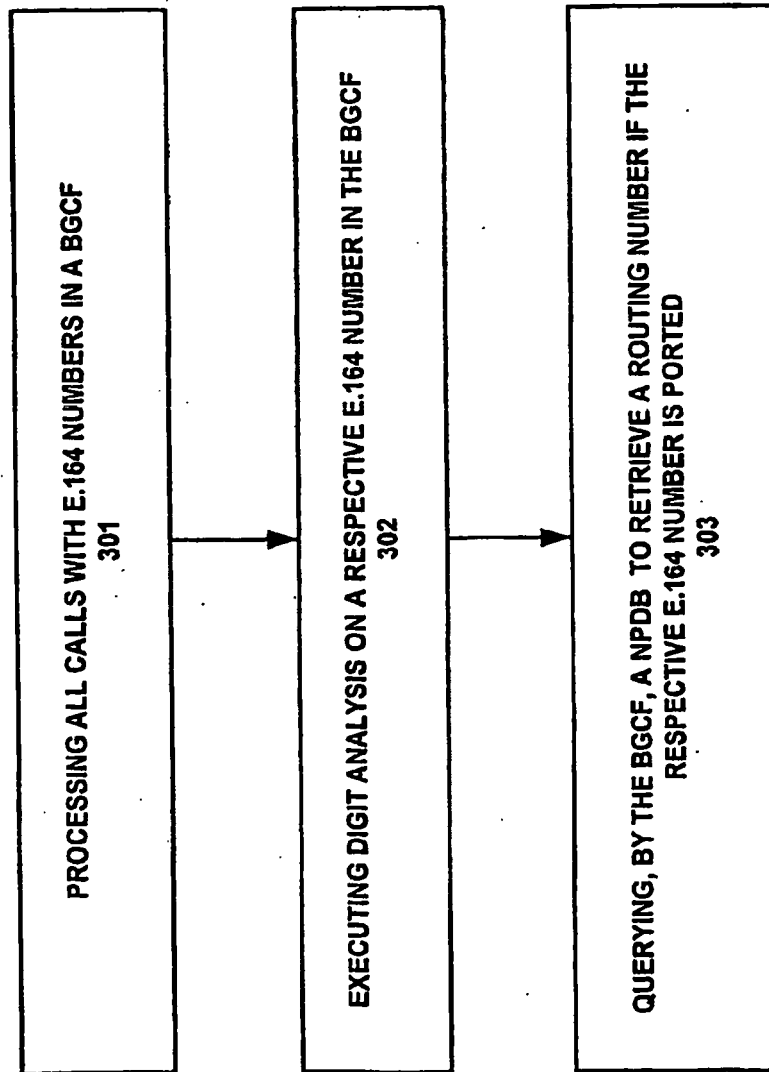 PROCESSING ALL CALLS WITH E.164 NUMBERS IN A BGCF
301
EXECUTING DIGIT ANALYSIS ON A RESPECTIVE E.164 NUMBER IN THE BGCF
302
QUERYING, BY THE BGCF, A NPDB TO RETRIEVE A ROUTING NUMBER IF THE
RESPECTIVE E.164 NUMBER IS PORTED
303